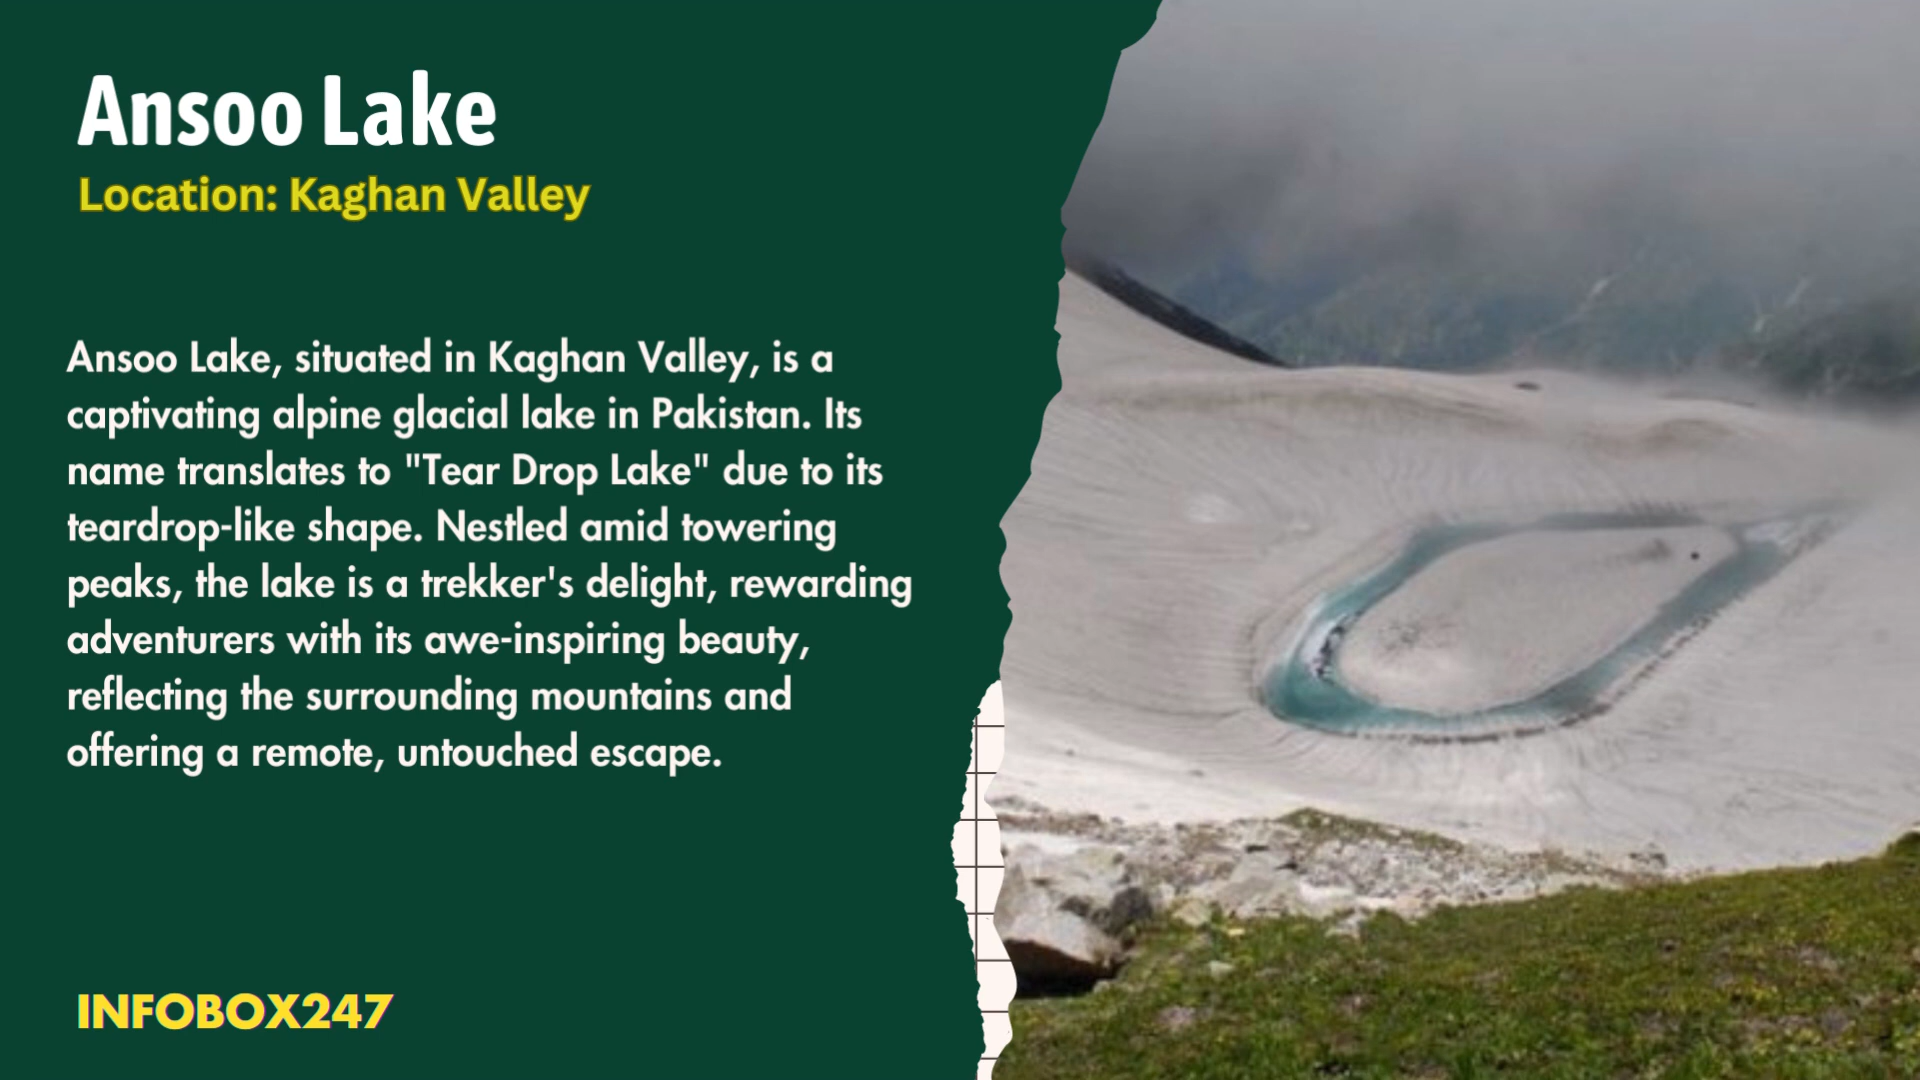 Ansoo Lake
Location: Kaghan Valley
Ansoo Lake, situated in Kaghan Valley, is a
captivating alpine glacial lake in Pakistan. Its
name translates to "Tear Drop Lake" due to its
teardrop-like shape. Nestled amid towering
peaks, the lake is a trekker's delight, rewarding
adventurers with its awe-inspiring beauty,
reflecting the surrounding mountains and
offering a remote, untouched escape.
INFOBOX247